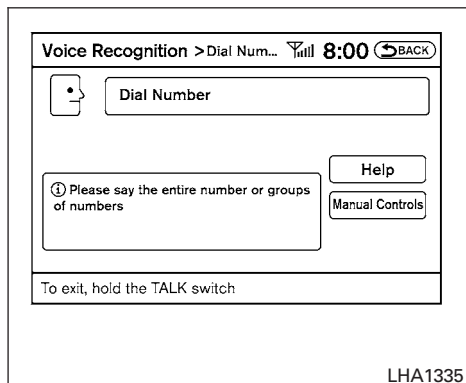 Voice Recognition > Dial Num... 8:00 BACK
Dial Number
Help
ⓘ Please say the entire number or groups
of numbers
Manual Controls
To exit, hold the TALK switch
LHA1335